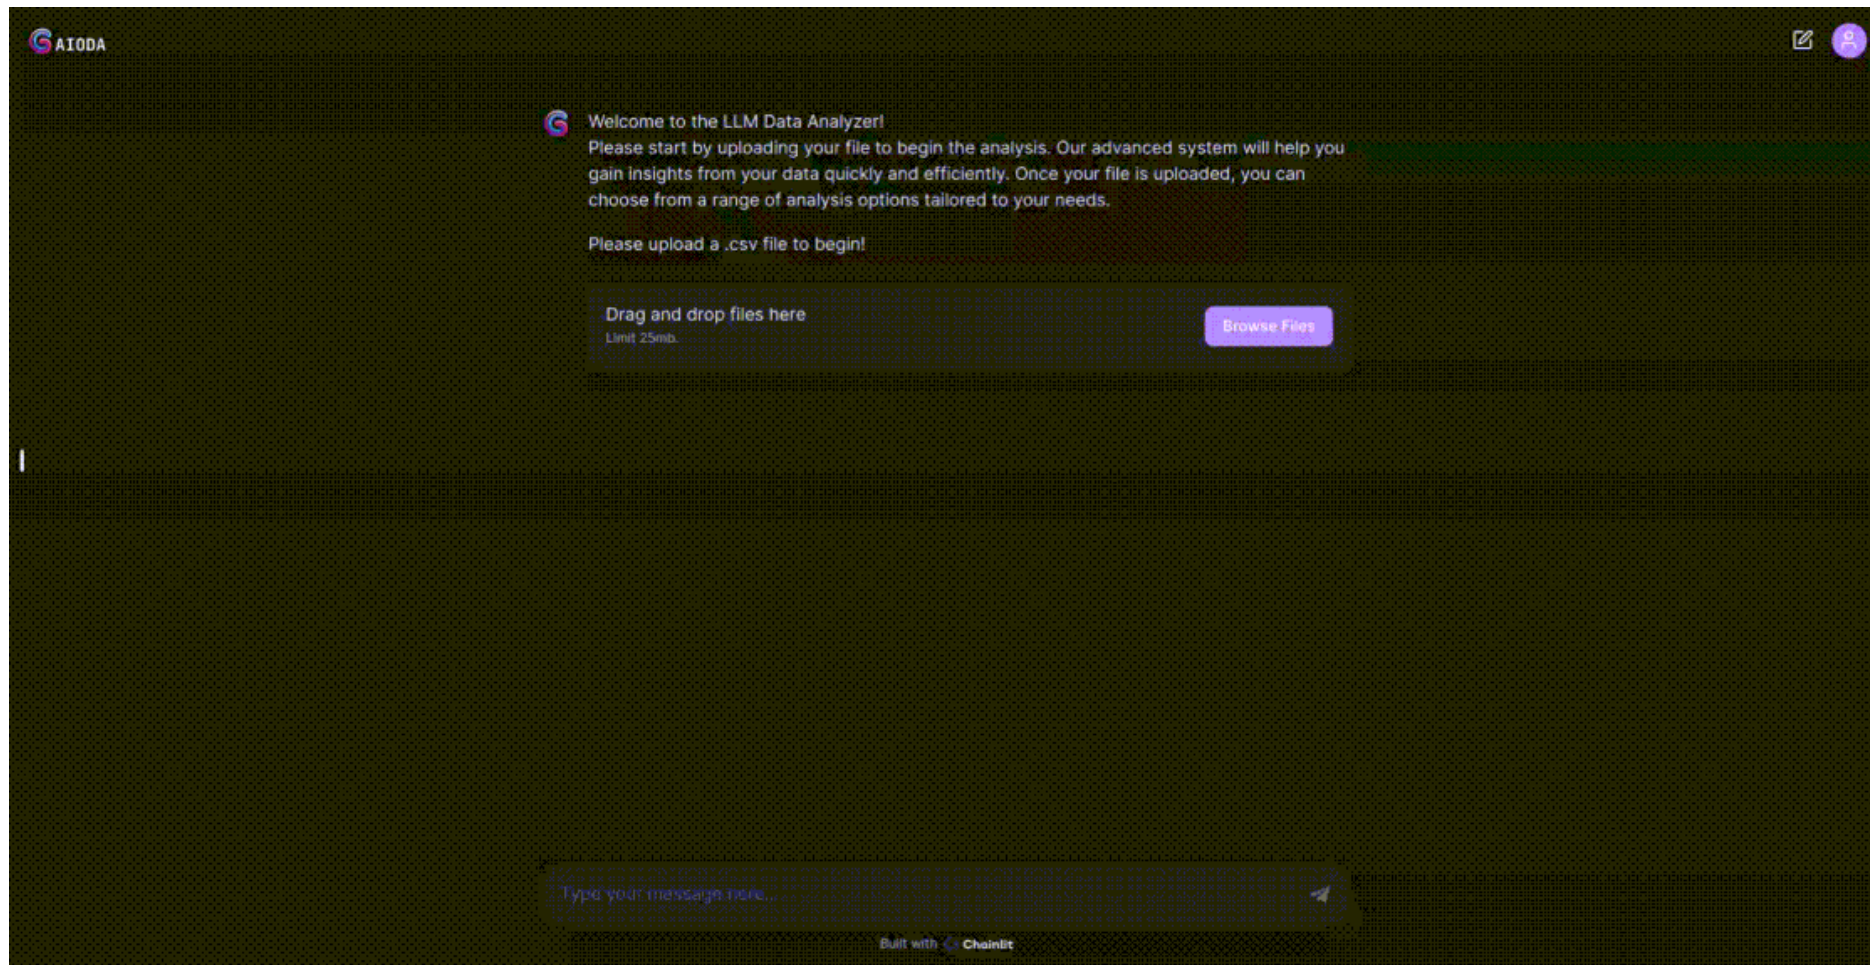 GAIODA
Welcome to the LLM Data Analyzer!
Please start by uploading your file to begin the analysis. Our advanced system will help you
gain insights from your data quickly and efficiently. Once your file is uploaded, you can
choose from a range of analysis options tailored to your needs.
Please upload a .csv file to begin!
Drag and drop files here
Limit 25mb.
Browse Files
Type your message here...
Built with Chainlit